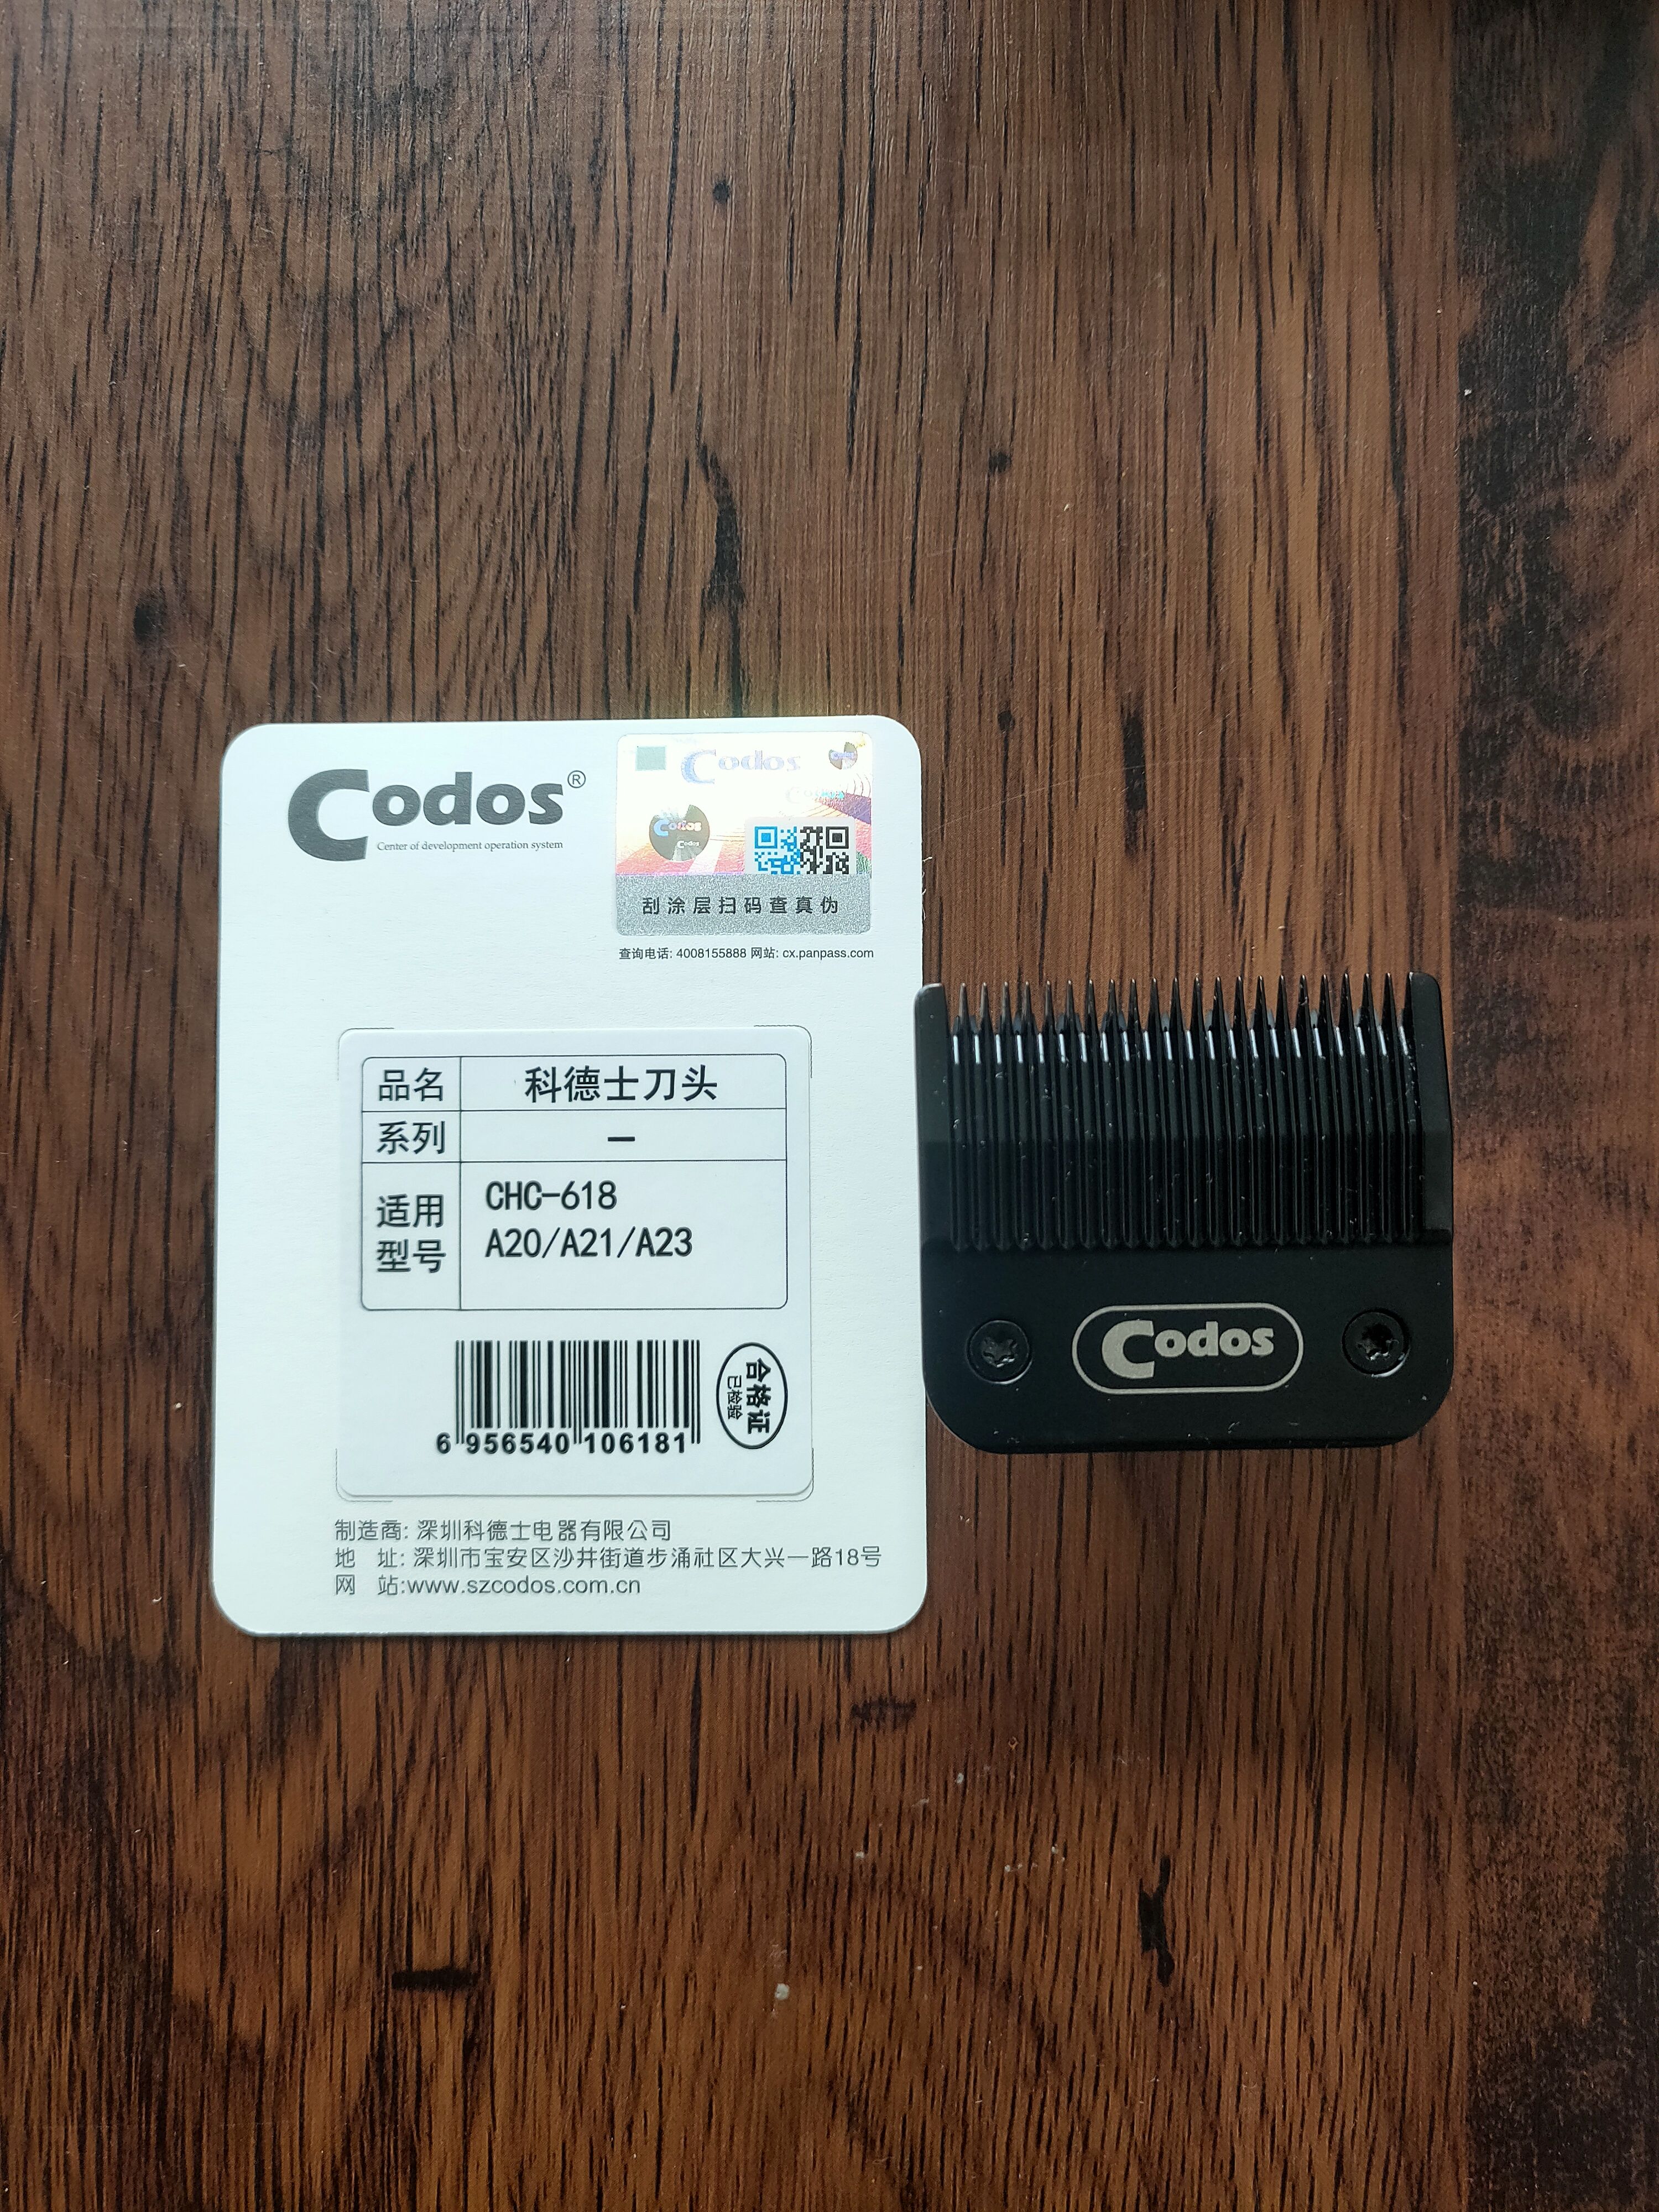 Codos®
Center of development operation system
Codos
Codos
Codos
刮涂层扫码查真伪
查询电话: 4008155888 网站: cx.panpass.com
品名 科德士刀头
系列 —
适用型号 CHC-618
A20/A21/A23
6 956540 106181
合格证
已检验
制造商: 深圳科德士电器有限公司
地 址: 深圳市宝安区沙井街道步涌社区大兴一路18号
网 站:www.szcodos.com.cn
Codos